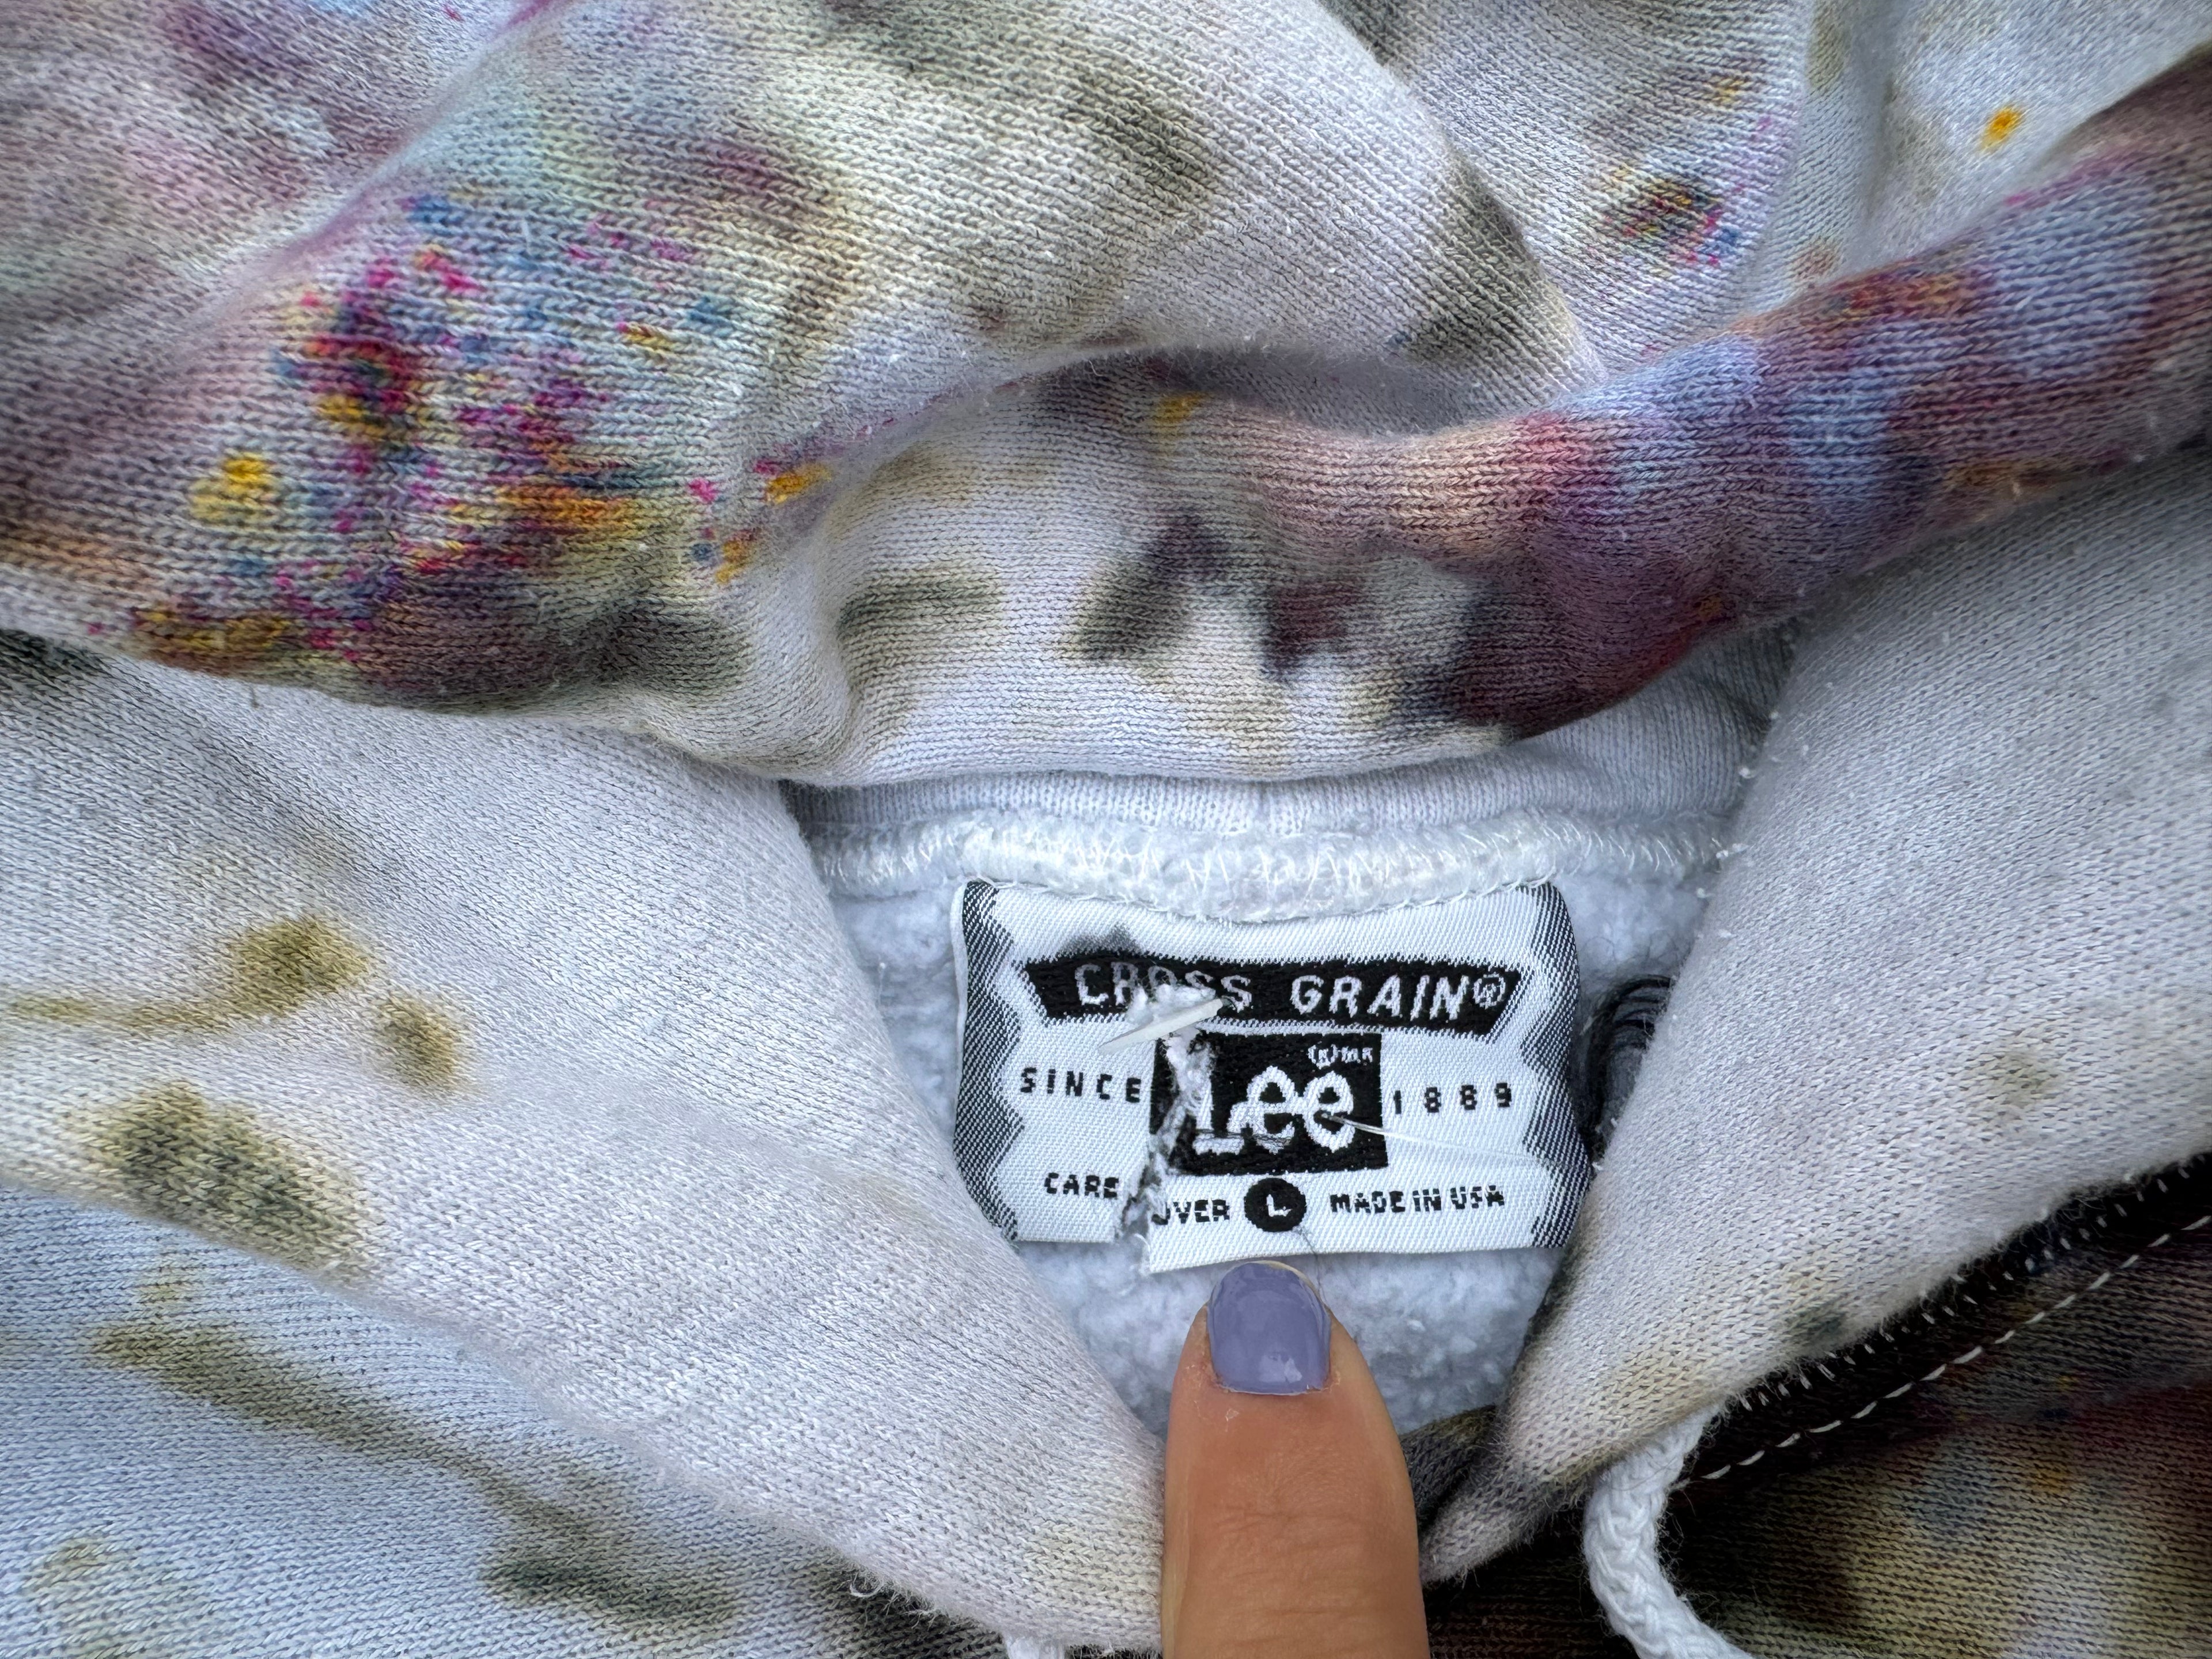 CROSS GRAIN®
Lee
SINCE 1889
CARE OVER L MADE IN USA